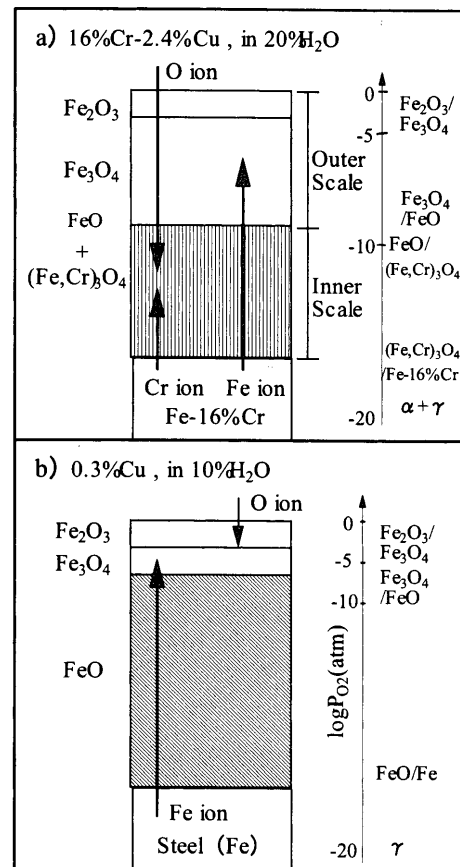 a) 16%Cr-2.4%Cu , in 20%H₂O
O ion
Fe₂O₃
Fe₃O₄
FeO
+
(Fe,Cr)₃O₄
Outer
Scale
Inner
Scale
Cr ion
Fe ion
Fe-16%Cr
0
-5
-10
-20
Fe₂O₃/
Fe₃O₄
Fe₃O₄
/FeO
FeO/
(Fe,Cr)₃O₄
(Fe,Cr)₃O₄
/Fe-16%Cr
α + γ
b) 0.3%Cu , in 10%H₂O
O ion
Fe₂O₃
Fe₃O₄
FeO
Fe ion
Steel (Fe)
logP_O2(atm)
0
-5
-10
-20
Fe₂O₃/
Fe₃O₄
Fe₃O₄
/FeO
FeO/Fe
γ